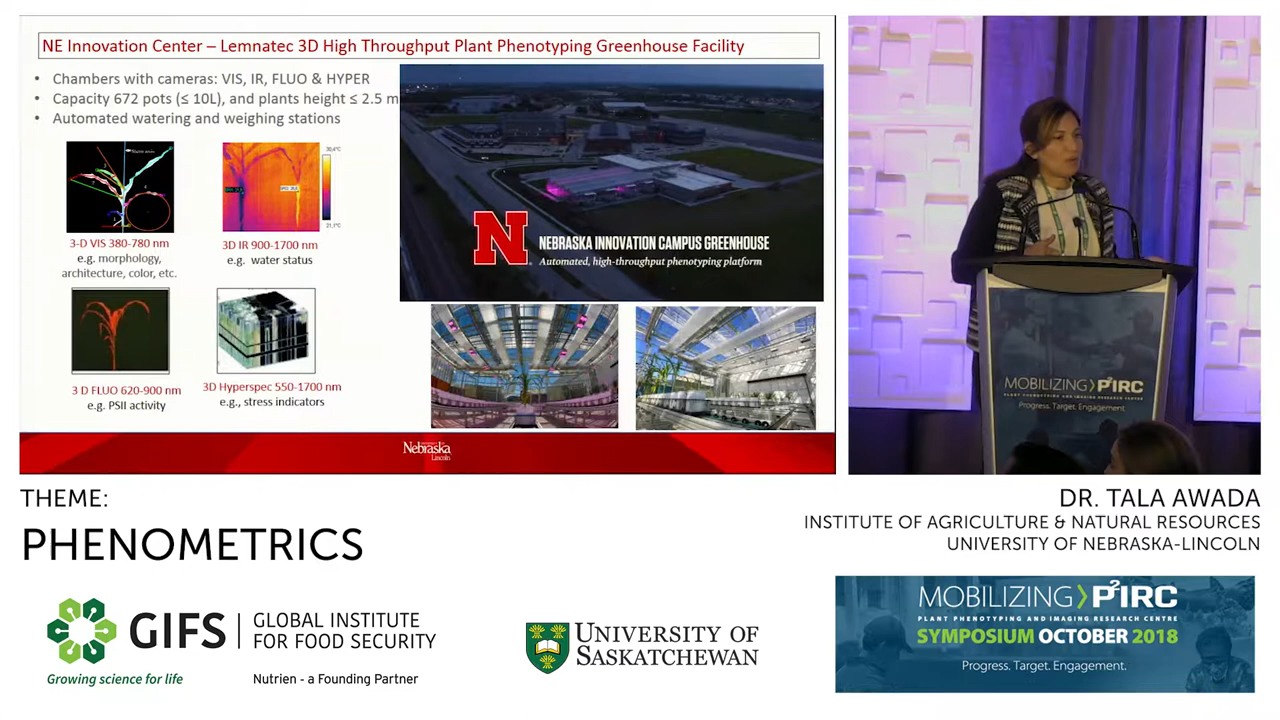 NE Innovation Center – Lemnatec 3D High Throughput Plant Phenotyping Greenhouse Facility
• Chambers with cameras: VIS, IR, FLUO & HYPER
• Capacity 672 pots (≤ 10L), and plants height ≤ 2.5 m
• Automated watering and weighing stations
3-D VIS 380-780 nm
e.g. morphology,
architecture, color, etc.
3D IR 900-1700 nm
e.g. water status
3 D FLUO 620-900 nm
e.g. PSII activity
3D Hyperspec 550-1700 nm
e.g., stress indicators
N
NEBRASKA INNOVATION CAMPUS GREENHOUSE
Automated, high-throughput phenotyping platform
Nebraska
Lincoln
MOBILIZING P²IRC
PLANT PHENOTYPING AND IMAGING RESEARCH CENTRE
Progress. Target. Engagement.
THEME:
PHENOMETRICS
DR. TALA AWADA
INSTITUTE OF AGRICULTURE & NATURAL RESOURCES
UNIVERSITY OF NEBRASKA-LINCOLN
GIFS
GLOBAL INSTITUTE
FOR FOOD SECURITY
Growing science for life
Nutrien - a Founding Partner
UNIVERSITY OF
SASKATCHEWAN
MOBILIZING P²IRC
PLANT PHENOTYPING AND IMAGING RESEARCH CENTRE
SYMPOSIUM OCTOBER 2018
Progress. Target. Engagement.